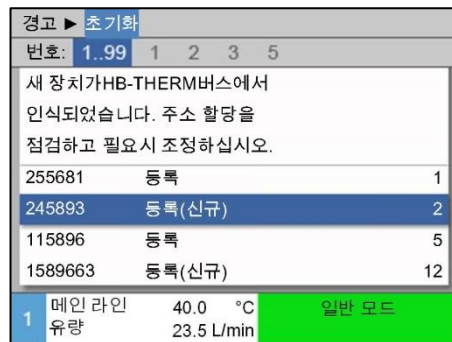 경고 ▶ 초기화
번호: 1..99 1 2 3 5
새 장치가HB-THERM버스에서
인식되었습니다. 주소 할당을
점검하고 필요시 조정하십시오.
255681 등록 1
245893 등록(신규) 2
115896 등록 5
1589663 등록(신규) 12
1 메인 라인 40.0 °C 일반 모드
유량 23.5 L/min